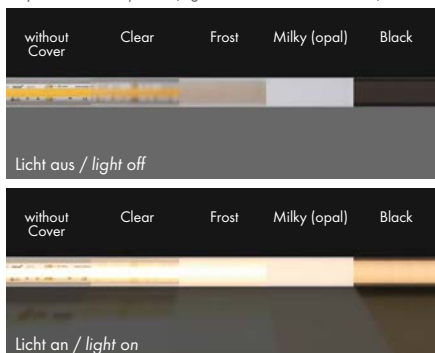 without Clear Frost Milky (opal) Black
Cover
Licht aus / light off
without Clear Frost Milky (opal) Black
Cover
Licht an / light on